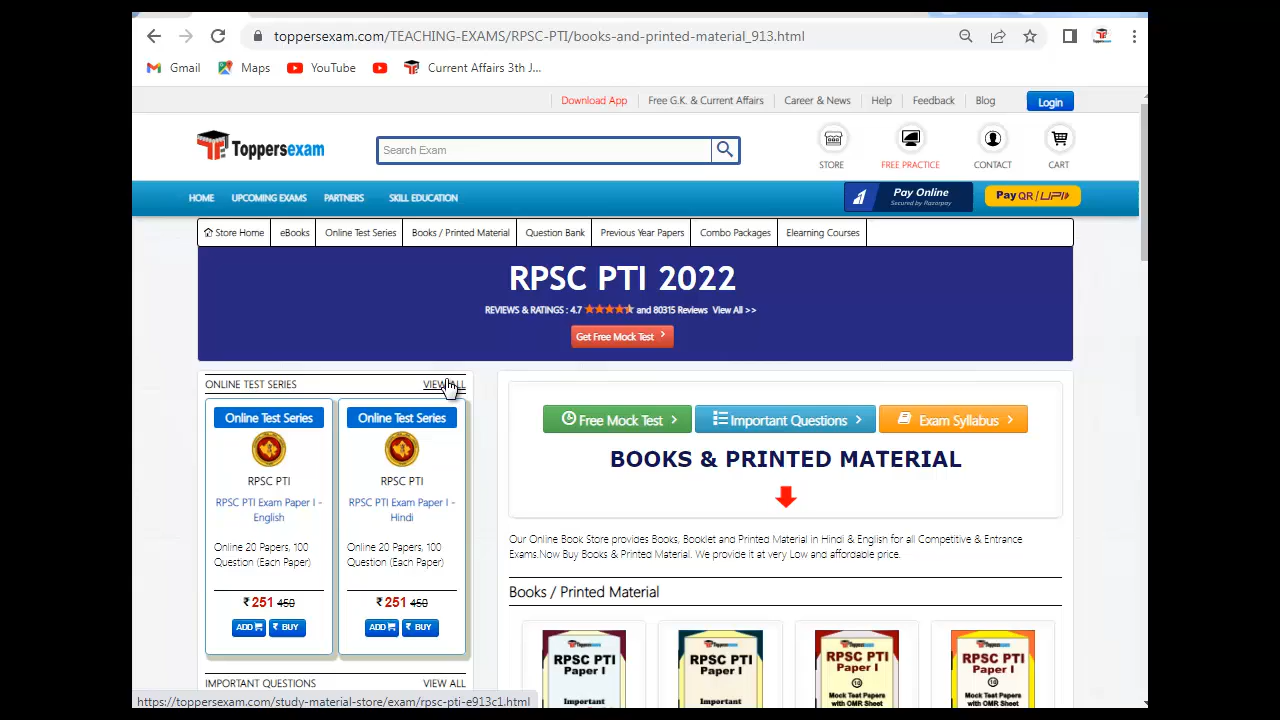 toppersexam.com/TEACHING-EXAMS/RPSC-PTI/books-and-printed-material_913.html
Gmail Maps YouTube Current Affairs 3th J...
Download App Free G.K. & Current Affairs Career & News Help Feedback Blog Login
Toppersexam
Search Exam
STORE FREE PRACTICE CONTACT CART
HOME UPCOMING EXAMS PARTNERS SKILL EDUCATION
Pay Online
Secured by Razorpay
Pay QR / UPI
Store Home eBooks Online Test Series Books / Printed Material Question Bank Previous Year Papers Combo Packages Elearning Courses
RPSC PTI 2022
REVIEWS & RATINGS : 4.7 and 80315 Reviews View All >>
Get Free Mock Test >
ONLINE TEST SERIES VIEW ALL
Online Test Series
RPSC PTI
RPSC PTI Exam Paper I -
English
Online 20 Papers, 100
Question (Each Paper)
₹ 251 450
ADD ₹ BUY
Online Test Series
RPSC PTI
RPSC PTI Exam Paper I -
Hindi
Online 20 Papers, 100
Question (Each Paper)
₹ 251 450
ADD ₹ BUY
IMPORTANT QUESTIONS VIEW ALL
Free Mock Test > Important Questions > Exam Syllabus >
BOOKS & PRINTED MATERIAL
Our Online Book Store provides Books, Booklet and Printed Material in Hindi & English for all Competitive & Entrance
Exams.Now Buy Books & Printed Material. We provide it at very Low and affordable price.
Books / Printed Material
Toppersexam
RPSC PTI
Paper I
Important
Toppersexam
RPSC PTI
Paper I
Important
Toppersexam
RPSC PTI
Paper I
10
Mock Test Papers
with OMR Sheet
Toppersexam
RPSC PTI
Paper I
10
Mock Test Papers
with OMR Sheet
https://toppersexam.com/study-material-store/exam/rpsc-pti-e913c1.html